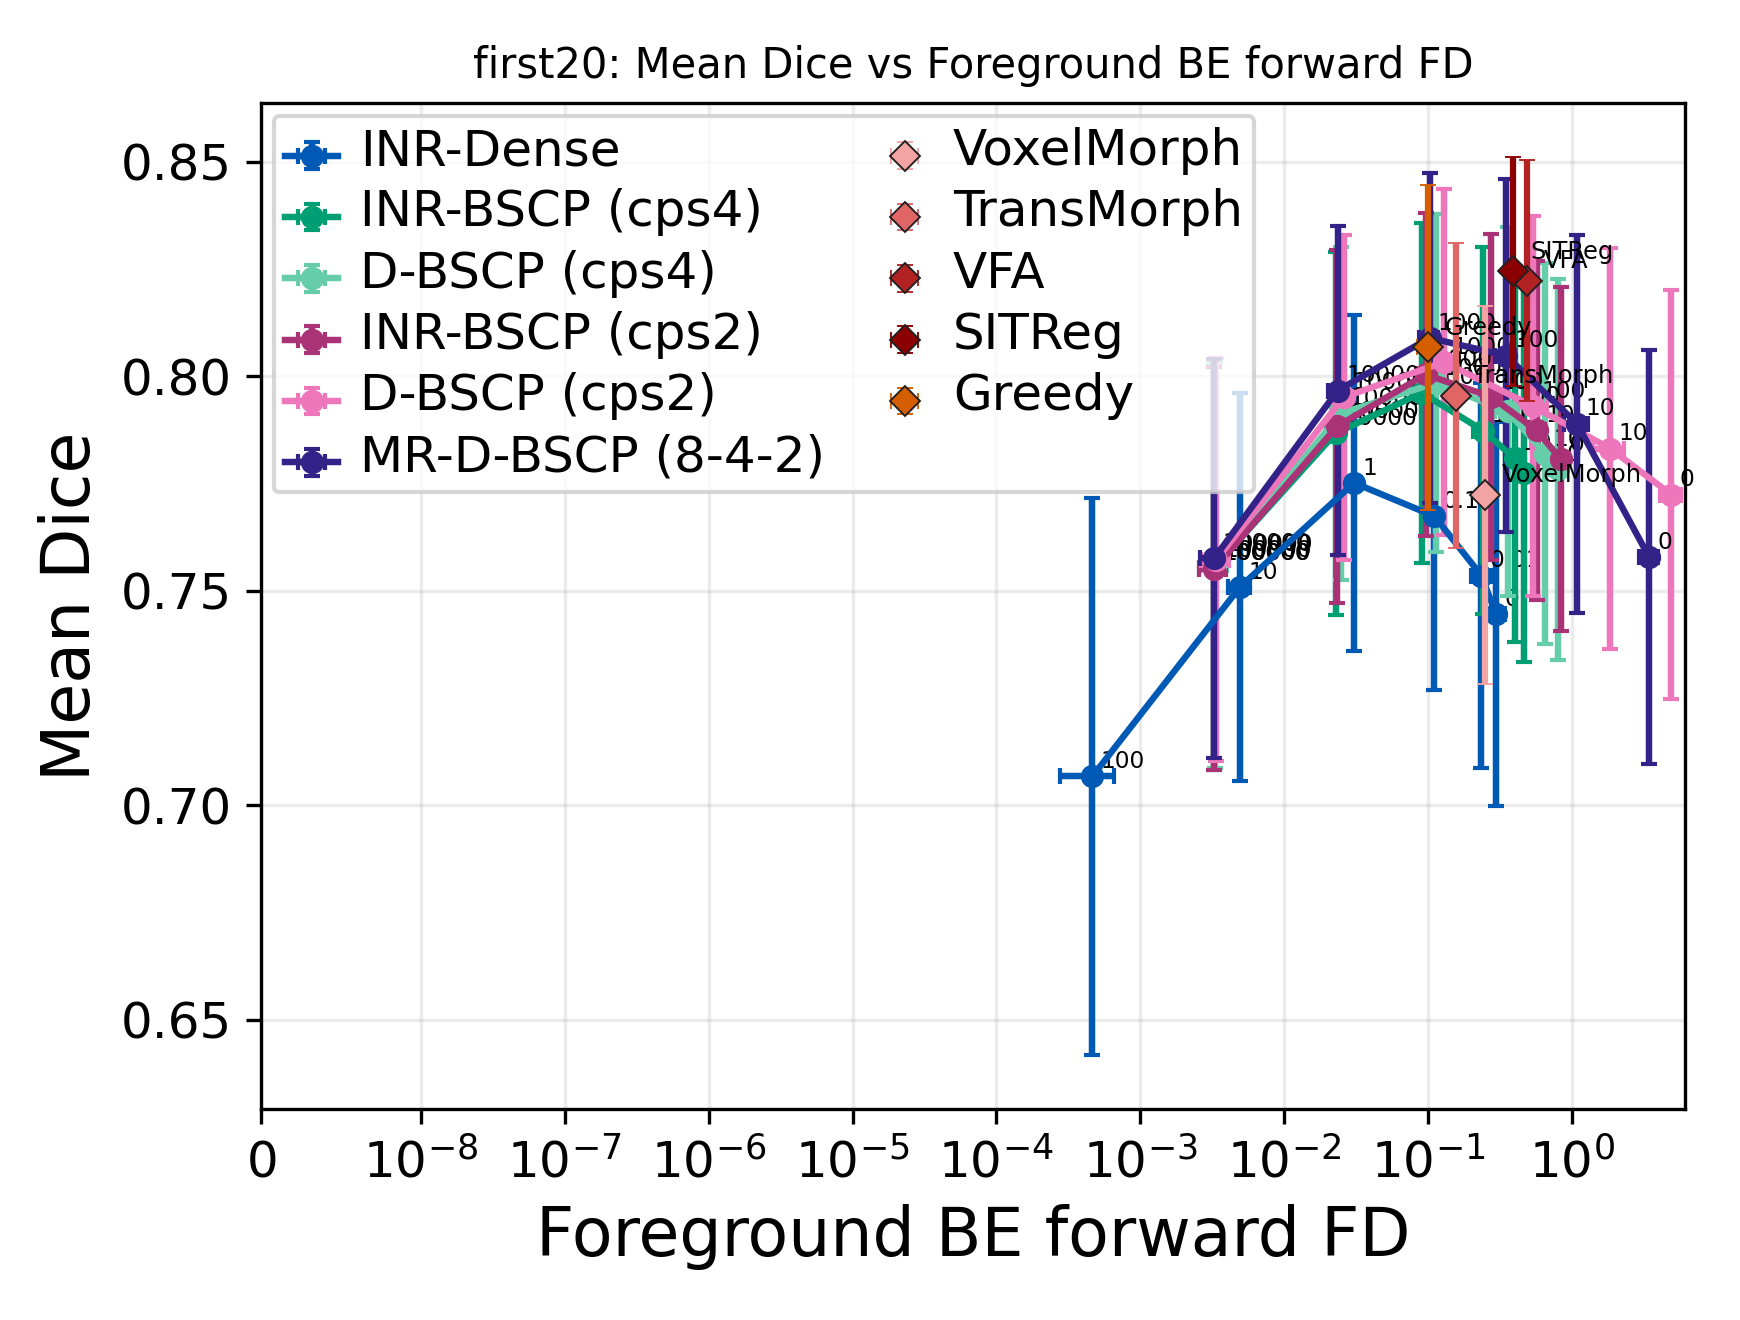 first20: Mean Dice vs Foreground BE forward FD
INR-Dense
INR-BSCP (cps4)
D-BSCP (cps4)
INR-BSCP (cps2)
D-BSCP (cps2)
MR-D-BSCP (8-4-2)
VoxelMorph
TransMorph
VFA
SITReg
Greedy
0.85
0.80
0.75
0.70
0.65
Mean Dice
SITReg
VFA
Greedy
TransMorph
VoxelMorph
100
10
1
100000
10000
10
10
0
0
0 10⁻⁸ 10⁻⁷ 10⁻⁶ 10⁻⁵ 10⁻⁴ 10⁻³ 10⁻² 10⁻¹ 10⁰
Foreground BE forward FD